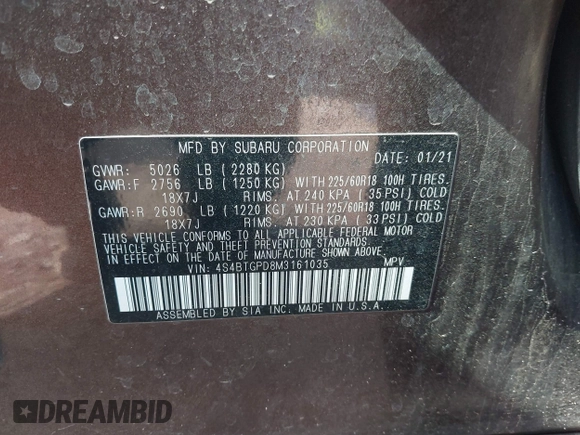 MFD BY SUBARU CORPORATION
GVWR: 5026 LB ( 2280 KG) DATE: 01/21
GAWR:F 2756 LB ( 1250 KG) WITH 225/60R18 100H TIRES.
18X7J RIMS. AT 240 KPA ( 35 PSI) COLD
GAWR:R 2690 LB ( 1220 KG) WITH 225/60R18 100H TIRES.
18X7J RIMS. AT 230 KPA ( 33 PSI) COLD
THIS VEHICLE CONFORMS TO ALL APPLICABLE FEDERAL MOTOR
VEHICLE SAFETY, BUMPER, AND THEFT PREVENTION STANDARDS
IN EFFECT ON THE DATE OF MANUFACTURE SHOWN ABOVE.
VIN: 4S4BTGPD8M3161035 MPV
ASSEMBLED BY SIA INC. MADE IN U.S.A.
DREAMBID